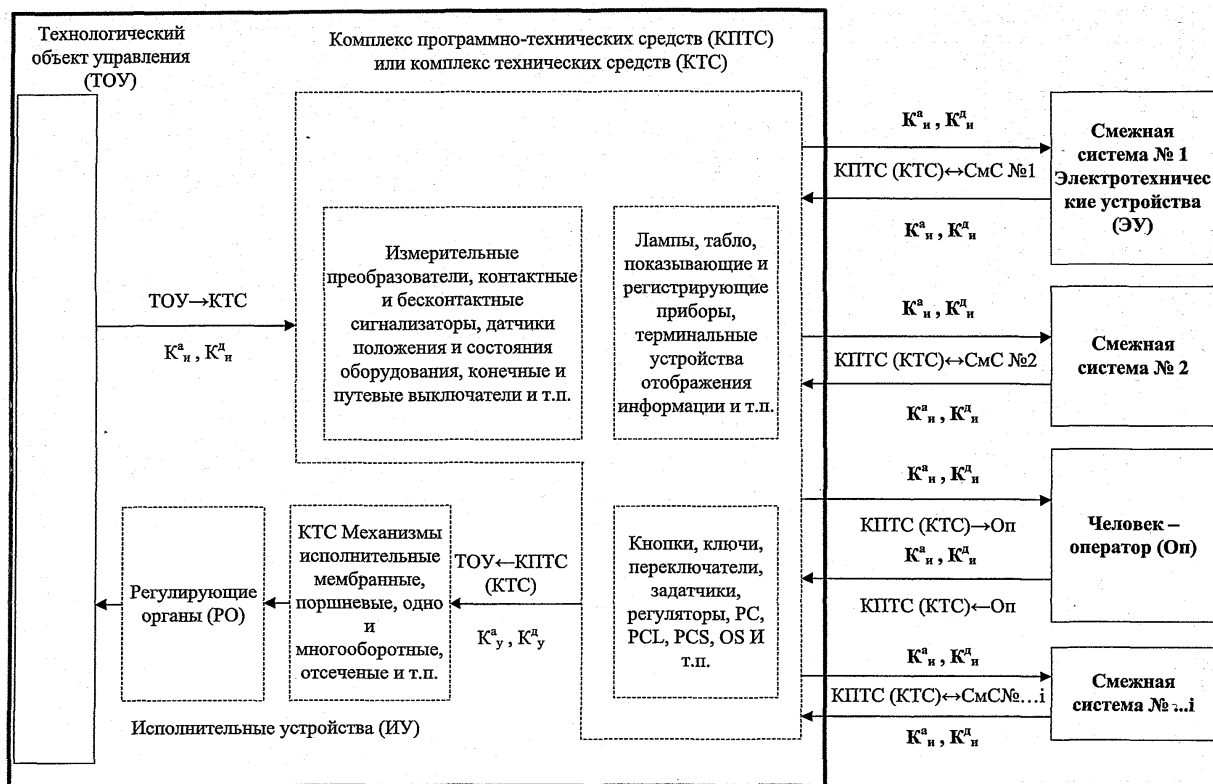 Технологический
объект управления
(ТОУ)
Комплекс программно-технических средств (КПТС)
или комплекс технических средств (КТС)
ТОУ→КТС
Кᵃи , Кᵈи
Измерительные
преобразователи, контактные
и бесконтактные
сигнализаторы, датчики
положения и состояния
оборудования, конечные и
путевые выключатели и т.п.
Лампы, табло,
показывающие и
регистрирующие
приборы,
терминальные
устройства
отображения
информации и т.п.
Регулирующие
органы (РО)
КТС Механизмы
исполнительные
мембранные,
поршневые, одно
и
многооборотные,
отсеченые и т.п.
ТОУ←КПТС
(КТС)
Кᵃу , Кᵈу
Кнопки, ключи,
переключатели,
задатчики,
регуляторы, PC,
PCL, PCS, OS И
т.п.
Исполнительные устройства (ИУ)
Кᵃи , Кᵈи
КПТС (КТС)↔СмС №1
Кᵃи , Кᵈи
Смежная
система № 1
Электротехничес
кие устройства
(ЭУ)
Кᵃи , Кᵈи
КПТС (КТС)↔СмС №2
Кᵃи , Кᵈи
Смежная
система № 2
Кᵃи , Кᵈи
КПТС (КТС)→Оп
Кᵃи , Кᵈи
КПТС (КТС)←Оп
Человек –
оператор (Оп)
Кᵃи , Кᵈи
КПТС (КТС)↔СмС№…i
Кᵃи , Кᵈи
Смежная
система № …i